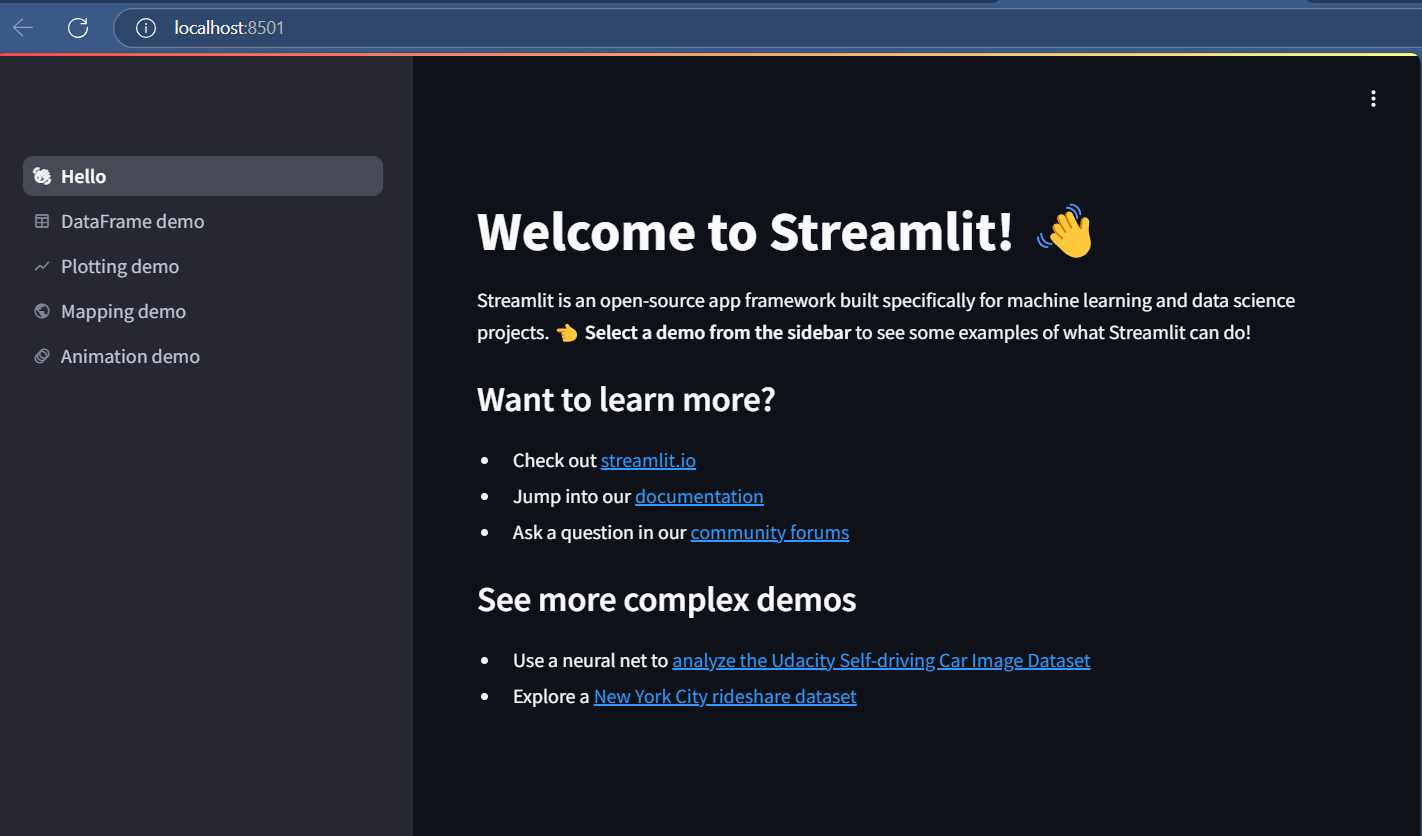 localhost:8501
Hello
DataFrame demo
Plotting demo
Mapping demo
Animation demo
Welcome to Streamlit! 👋
Streamlit is an open-source app framework built specifically for machine learning and data science
projects. 👈 Select a demo from the sidebar to see some examples of what Streamlit can do!
Want to learn more?
• Check out streamlit.io
• Jump into our documentation
• Ask a question in our community forums
See more complex demos
• Use a neural net to analyze the Udacity Self-driving Car Image Dataset
• Explore a New York City rideshare dataset